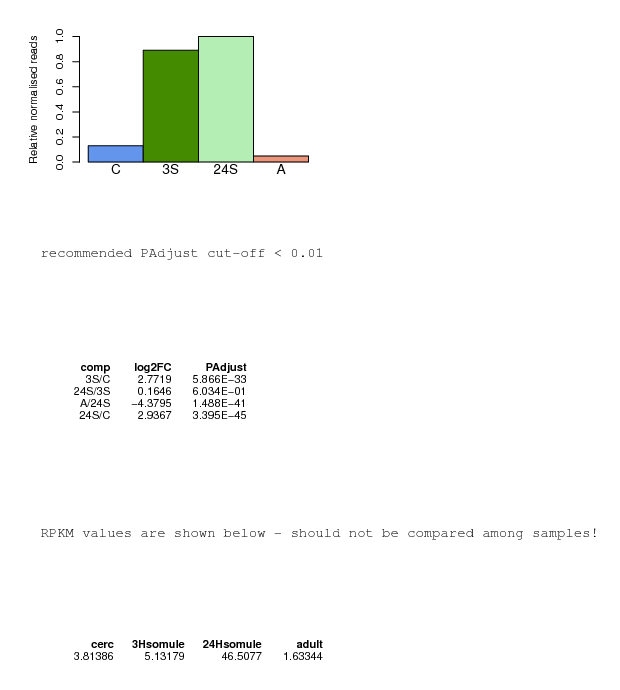 Relative normalised reads
1.0
0.8
0.6
0.4
0.2
0.0
C 3S 24S A
recommended PAdjust cut-off < 0.01
comp log2FC PAdjust
3S/C 2.7719 5.866E−33
24S/3S 0.1646 6.034E−01
A/24S −4.3795 1.488E−41
24S/C 2.9367 3.395E−45
RPKM values are shown below - should not be compared among samples!
cerc 3Hsomule 24Hsomule adult
3.81386 5.13179 46.5077 1.63344